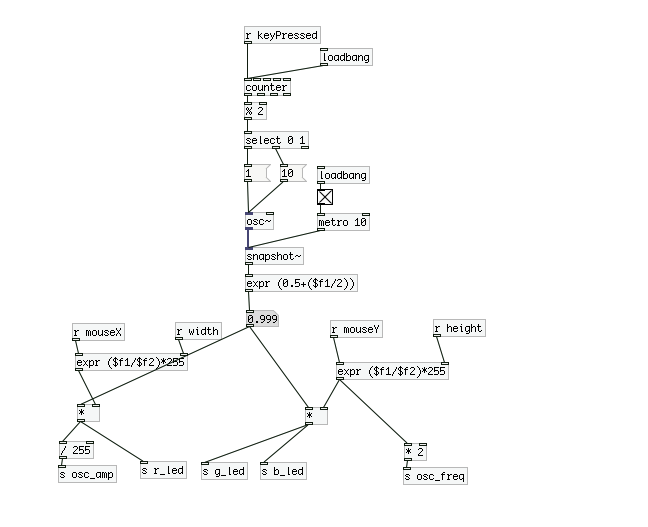 r keyPressed
loadbang
counter
% 2
select 0 1
1
10
loadbang
osc~
metro 10
snapshot~
expr (0.5+($f1/2))
0.999
r mouseX
r width
r mouseY
r height
expr ($f1/$f2)*255
expr ($f1/$f2)*255
*
*
/ 255
* 2
s osc_amp
s r_led
s g_led
s b_led
s osc_freq